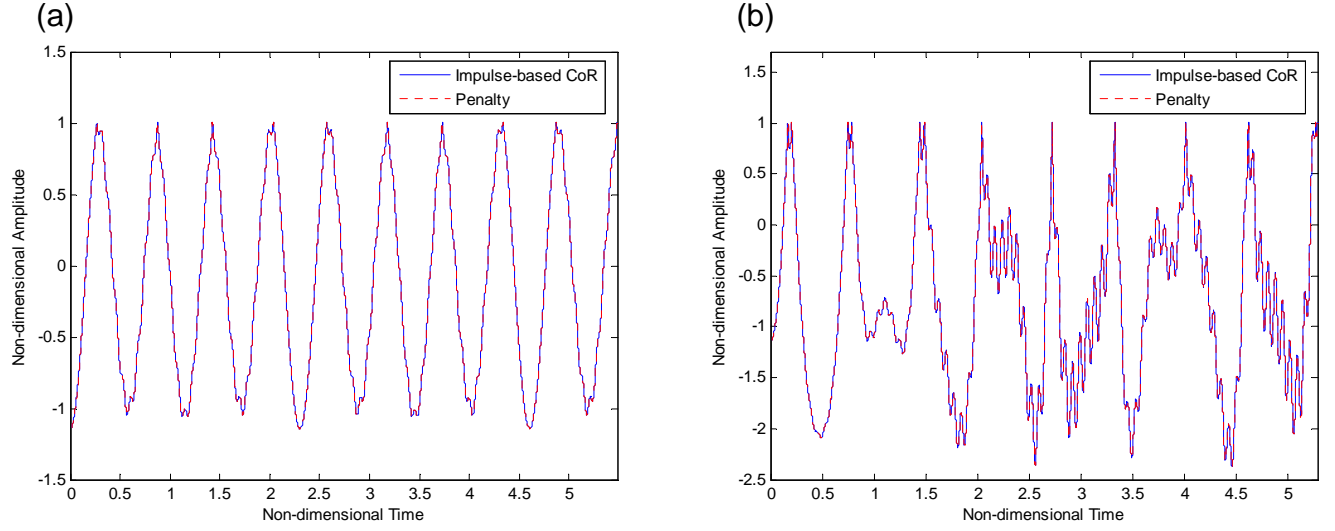 (a)
1.5
1
0.5
0
-0.5
-1
-1.5
Non-dimensional Amplitude
Impulse-based CoR
Penalty
0 0.5 1 1.5 2 2.5 3 3.5 4 4.5 5
Non-dimensional Time
(b)
1.5
1
0.5
0
-0.5
-1
-1.5
-2
-2.5
Non-dimensional Amplitude
Impulse-based CoR
Penalty
0 0.5 1 1.5 2 2.5 3 3.5 4 4.5 5
Non-dimensional Time